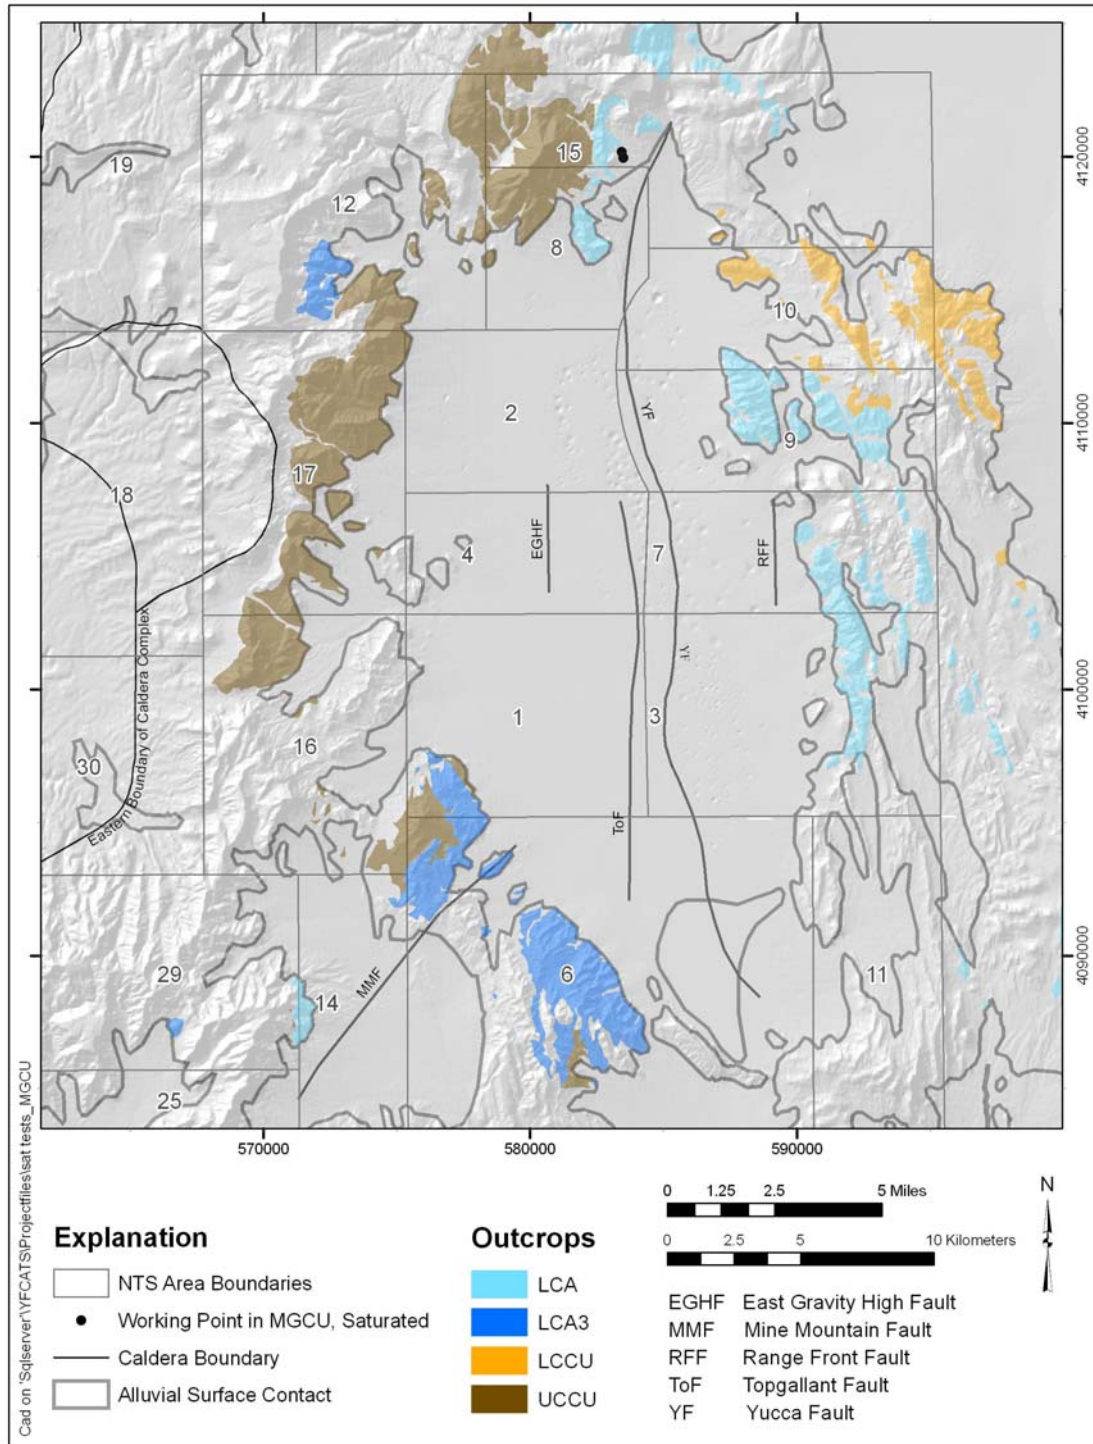 15
4120000
19
12
8
10
2
YF
4110000
9
17
18
EGHF
4
7
RFF
YF
4100000
1
3
16
30
Eastern Boundary of Caldera Complex
ToF
6
4090000
29
14
MMF
11
25
Cad on 'Sqlserver'\YFCATS\Projectfiles\sat tests_MGCU
570000
580000
590000
0 1.25 2.5 5 Miles
0 2.5 5 10 Kilometers
N
Explanation
NTS Area Boundaries
Working Point in MGCU, Saturated
Caldera Boundary
Alluvial Surface Contact
Outcrops
LCA
LCA3
LCCU
UCCU
EGHF East Gravity High Fault
MMF Mine Mountain Fault
RFF Range Front Fault
ToF Topgallant Fault
YF Yucca Fault